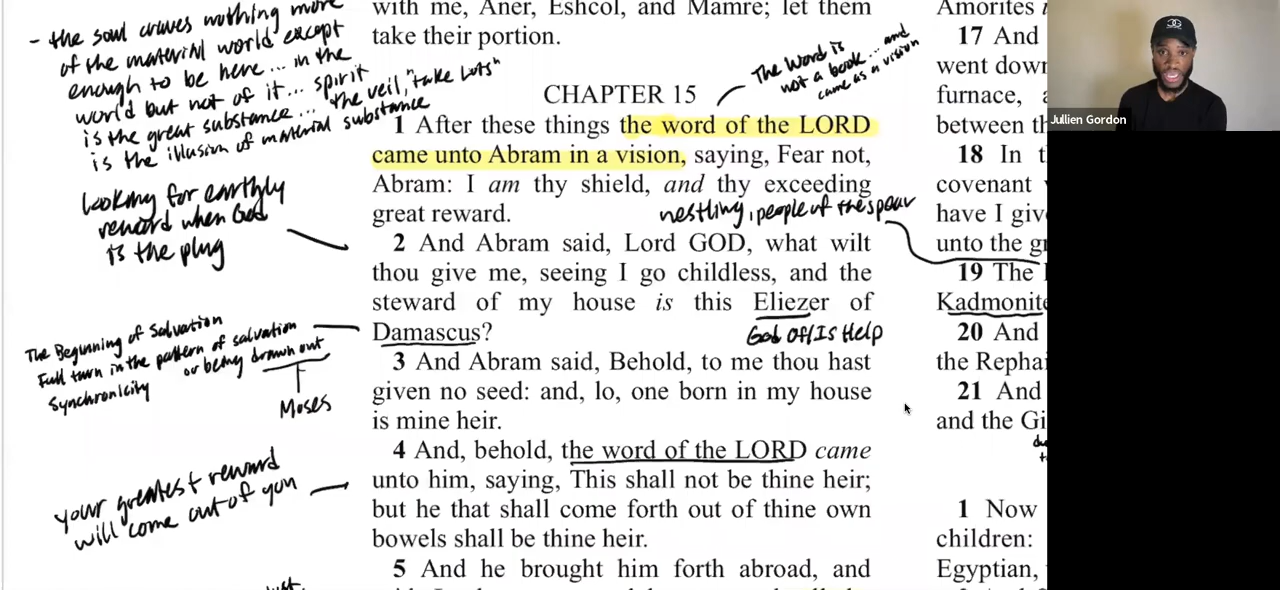 - the soul craves nothing more
of the material world except
enough to be here... in the
world but not of it... spirit
is the great substance... the veil, "take Lots"
is the illusion of material substance
looking for earthly
reward when God
is the plug
The Beginning of Salvation
Full turn in the pattern of salvation
Synchronicity or being drawn out
Moses
your greatest reward
will come out of you
with me, Aner, Eshcol, and Mamre; let them
take their portion.
The Word is
not a book... and
came as a vision
CHAPTER 15
1 After these things the word of the LORD
came unto Abram in a vision, saying, Fear not,
Abram: I am thy shield, and thy exceeding
great reward.
nestling, people of the spear
2 And Abram said, Lord GOD, what wilt
thou give me, seeing I go childless, and the
steward of my house is this Eliezer of
Damascus?
God Of/Is Help
3 And Abram said, Behold, to me thou hast
given no seed: and, lo, one born in my house
is mine heir.
4 And, behold, the word of the LORD came
unto him, saying, This shall not be thine heir;
but he that shall come forth out of thine own
bowels shall be thine heir.
5 And he brought him forth abroad, and
Amorites
17 And
went down
furnace,
between
18 In
covenant
have I
unto the
19 The
Kadmonite
20 And
the
21 And
and the
1 Now
children:
Egyptian,
Jullien Gordon